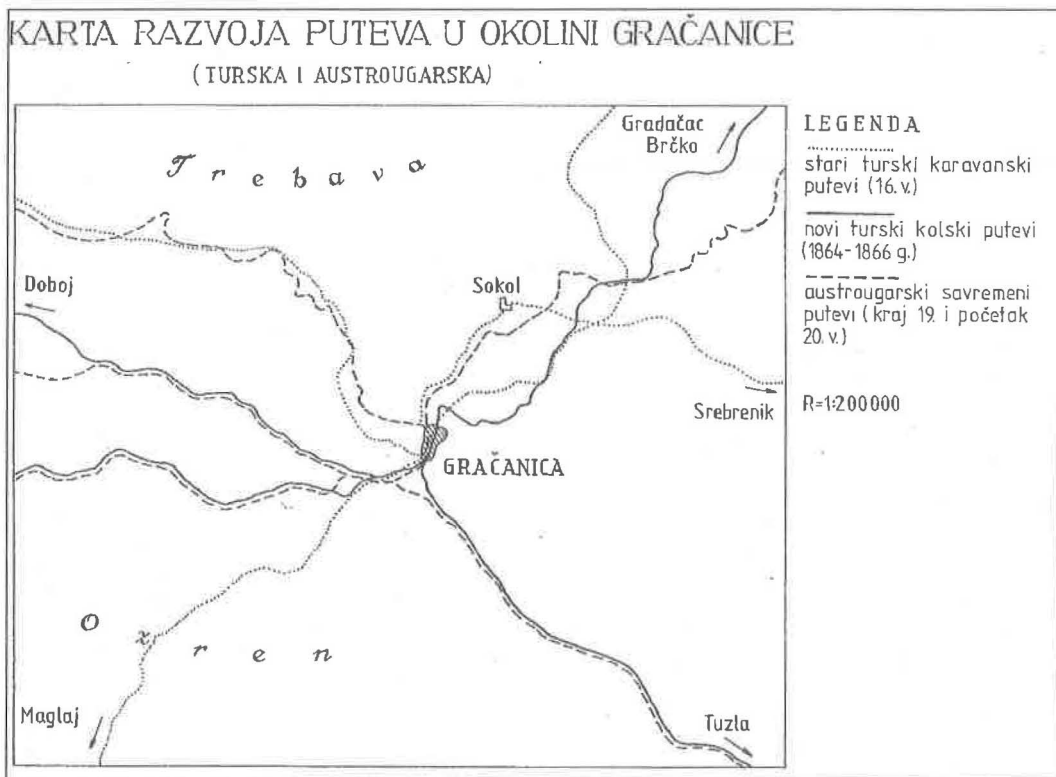 KARTA RAZVOJA PUTEVA U OKOLINI GRAČANICE
(TURSKA I AUSTROUGARSKA)
Trebava
Gradačac
Brčko
Doboj
Sokol
Srebrenik
GRAČANICA
Ozren
Maglaj
Tuzla
LEGENDA
stari turski karavanski
putevi (16.v.)
novi turski kolski putevi
(1864-1866 g.)
austrougarski savremeni
putevi (kraj 19. i početak
20.v.)
R=1:200000